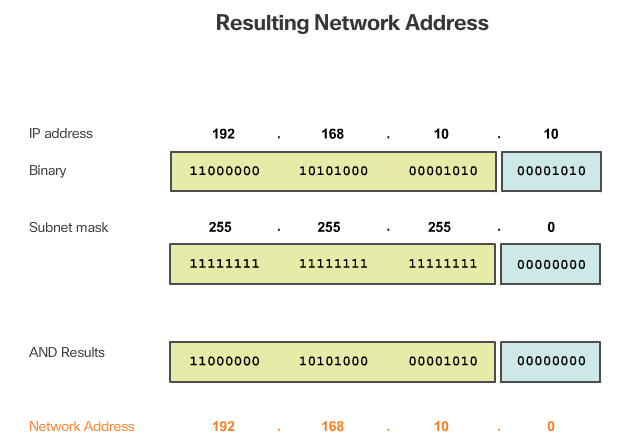 Resulting Network Address
IP address 192 . 168 . 10 . 10
Binary 11000000 10101000 00001010 00001010
Subnet mask 255 . 255 . 255 . 0
11111111 11111111 11111111 00000000
AND Results 11000000 10101000 00001010 00000000
Network Address 192 . 168 . 10 . 0